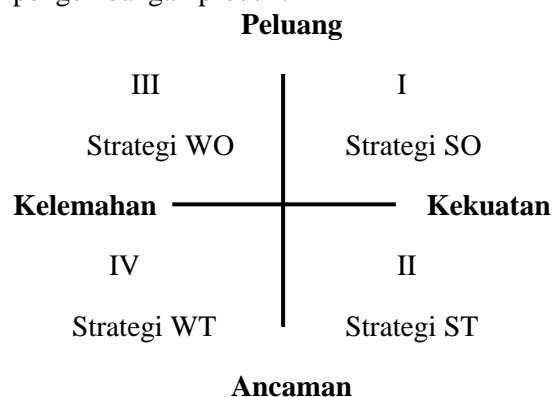 Peluang
III I
Strategi WO Strategi SO
Kelemahan Kekuatan
IV II
Strategi WT Strategi ST
Ancaman